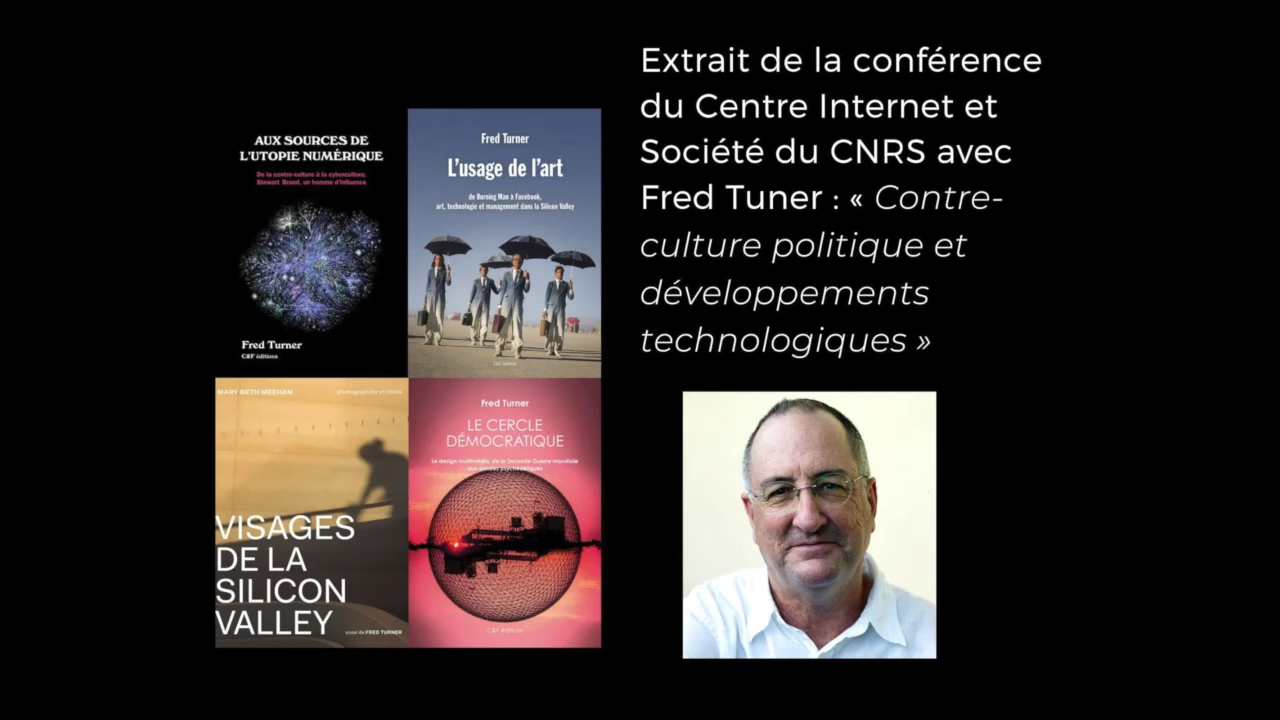 Extrait de la conférence
du Centre Internet et
Société du CNRS avec
Fred Tuner : « Contre-
culture politique et
développements
technologiques »
AUX SOURCES DE
L'UTOPIE NUMÉRIQUE
De la contre-culture à la cyberculture,
Stewart Brand, un homme d'influence
Fred Turner
C&F éditions
Fred Turner
L'usage de l'art
de Burning Man à Facebook,
art, technologie et management dans la Silicon Valley
C&F éditions
MARY BETH MEEHAN
photographies et récits
VISAGES
DE LA
SILICON
VALLEY
essai de FRED TURNER
Fred Turner
LE CERCLE
DÉMOCRATIQUE
Le design multimédia, de la Seconde Guerre mondiale
aux années psychédéliques
C&F éditions